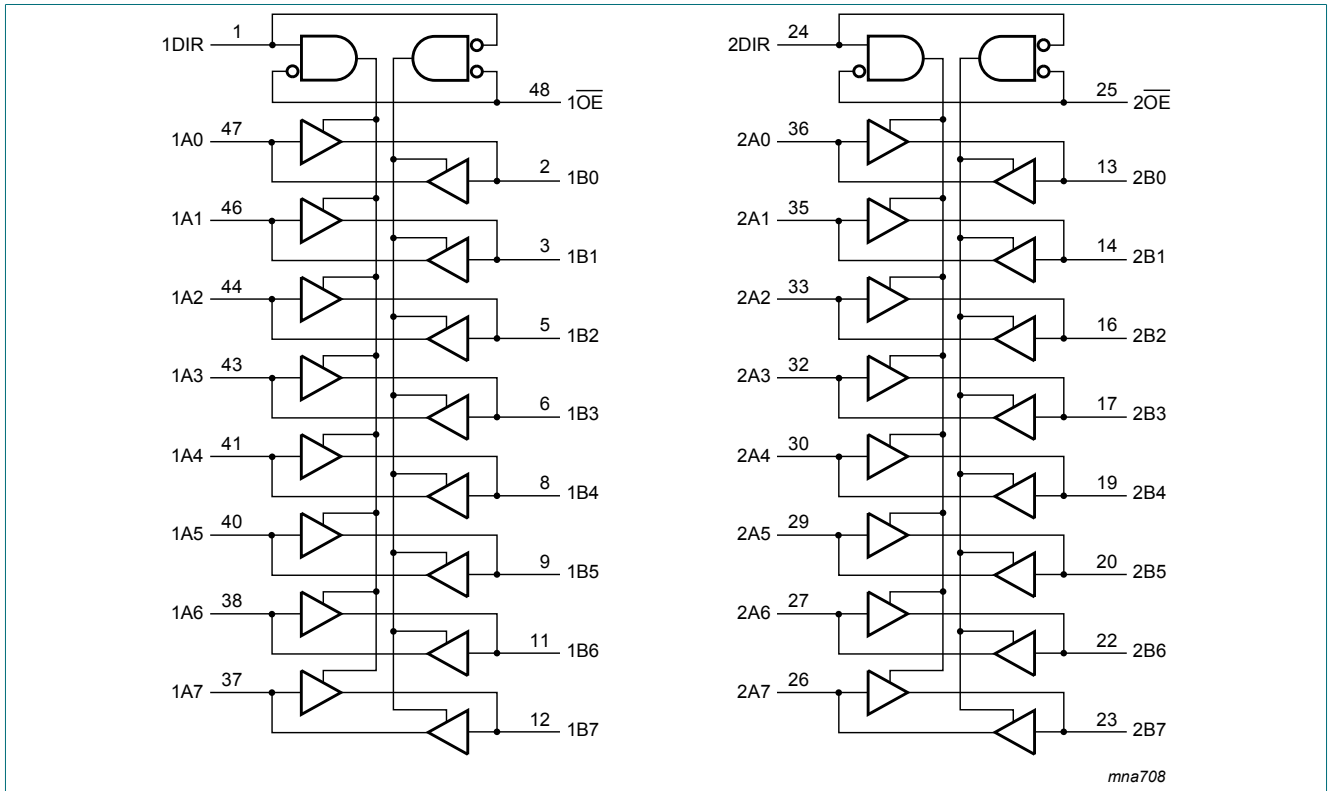 1DIR 1
48 1O̅E̅
1A0 47
2 1B0
1A1 46
3 1B1
1A2 44
5 1B2
1A3 43
6 1B3
1A4 41
8 1B4
1A5 40
9 1B5
1A6 38
11 1B6
1A7 37
12 1B7
2DIR 24
25 2O̅E̅
2A0 36
13 2B0
2A1 35
14 2B1
2A2 33
16 2B2
2A3 32
17 2B3
2A4 30
19 2B4
2A5 29
20 2B5
2A6 27
22 2B6
2A7 26
23 2B7
mna708